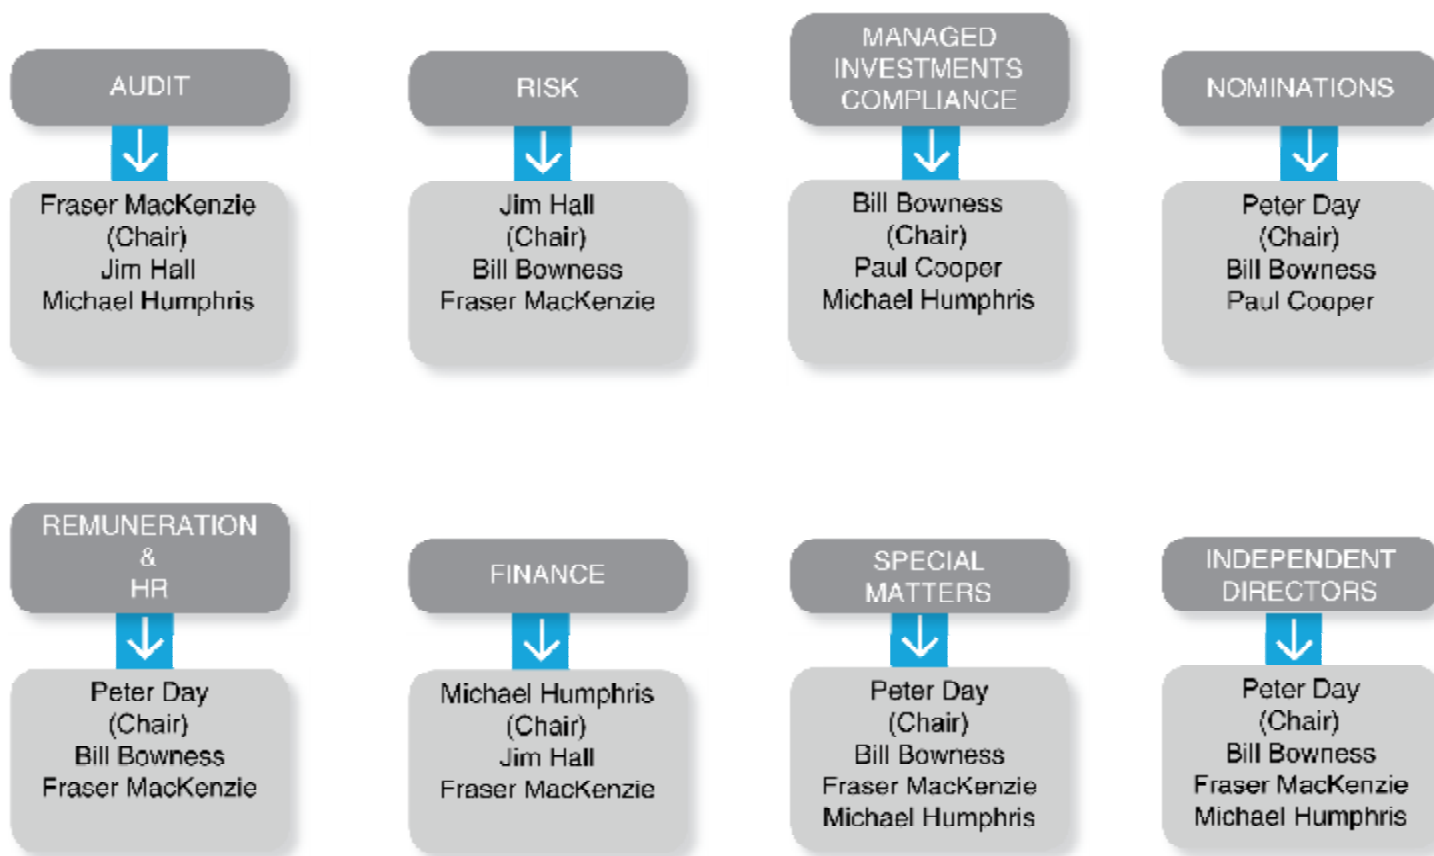 AUDIT
Fraser MacKenzie
(Chair)
Jim Hall
Michael Humphris
RISK
Jim Hall
(Chair)
Bill Bowness
Fraser MacKenzie
MANAGED
INVESTMENTS
COMPLIANCE
Bill Bowness
(Chair)
Paul Cooper
Michael Humphris
NOMINATIONS
Peter Day
(Chair)
Bill Bowness
Paul Cooper
REMUNERATION
&
HR
Peter Day
(Chair)
Bill Bowness
Fraser MacKenzie
FINANCE
Michael Humphris
(Chair)
Jim Hall
Fraser MacKenzie
SPECIAL
MATTERS
Peter Day
(Chair)
Bill Bowness
Fraser MacKenzie
Michael Humphris
INDEPENDENT
DIRECTORS
Peter Day
(Chair)
Bill Bowness
Fraser MacKenzie
Michael Humphris